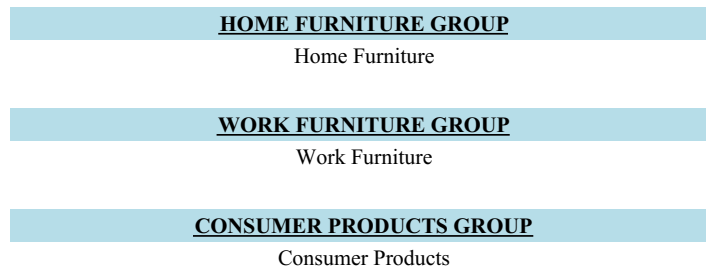 HOME FURNITURE GROUP
Home Furniture
WORK FURNITURE GROUP
Work Furniture
CONSUMER PRODUCTS GROUP
Consumer Products